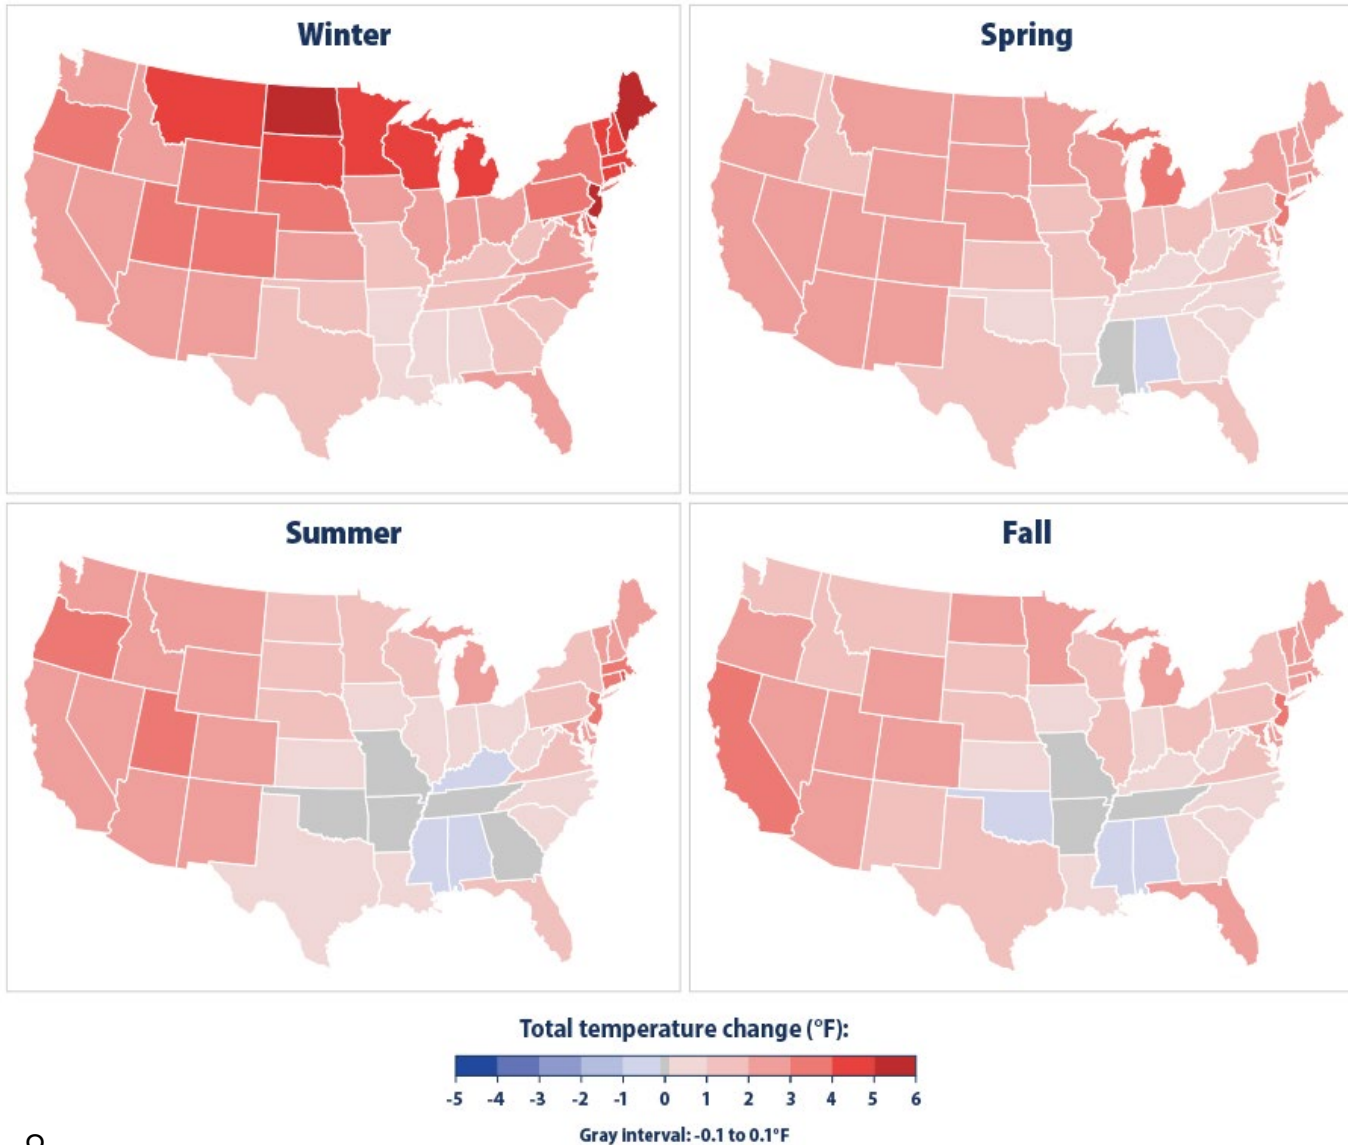 Winter
Spring
Summer
Fall
Total temperature change (°F):
-5 -4 -3 -2 -1 0 1 2 3 4 5 6
Gray interval: -0.1 to 0.1°F